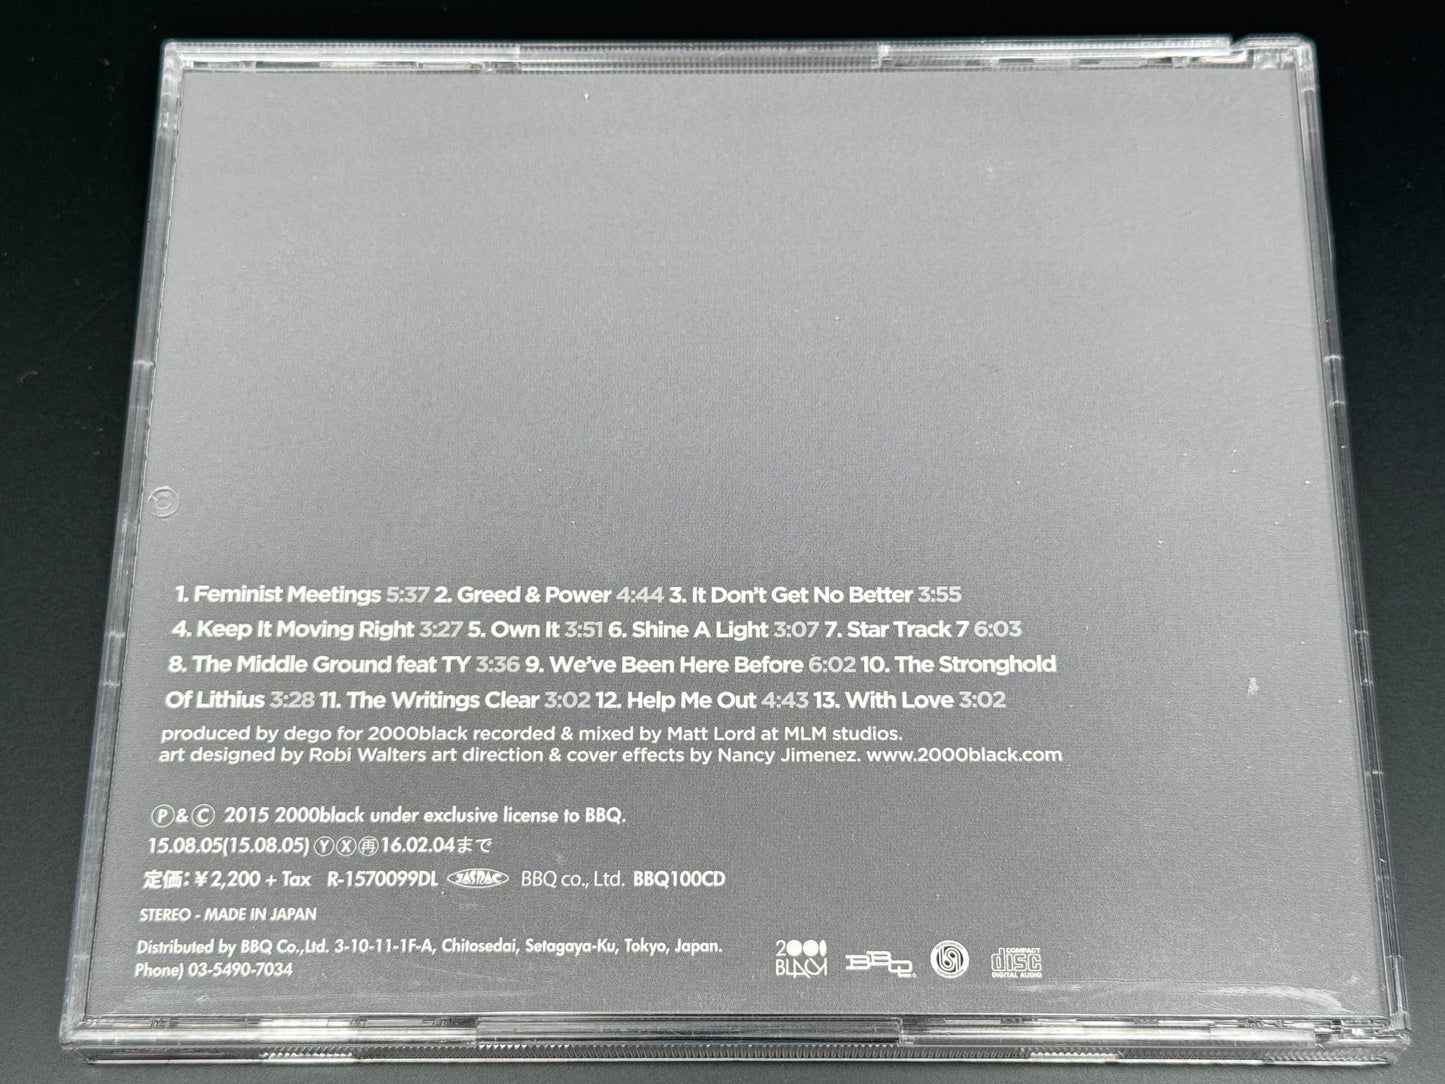 1. Feminist Meetings 5:37 2. Greed & Power 4:44 3. It Don't Get No Better 3:55
4. Keep It Moving Right 3:27 5. Own It 3:51 6. Shine A Light 3:07 7. Star Track 7 6:03
8. The Middle Ground feat TY 3:36 9. We've Been Here Before 6:02 10. The Stronghold
Of Lithius 3:28 11. The Writings Clear 3:02 12. Help Me Out 4:43 13. With Love 3:02
produced by dego for 2000black recorded & mixed by Matt Lord at MLM studios.
art designed by Robi Walters art direction & cover effects by Nancy Jimenez. www.2000black.com
Ⓟ&Ⓒ 2015 2000black under exclusive license to BBQ.
15.08.05(15.08.05) ⓎⓍ㊢16.02.04まで
定価:¥2,200 + Tax R-1570099DL JASRAC BBQ co., Ltd. BBQ100CD
STEREO - MADE IN JAPAN
Distributed by BBQ Co.,Ltd. 3-10-11-1F-A, Chitosedai, Setagaya-Ku, Tokyo, Japan.
Phone) 03-5490-7034
2000 BLACK BBQ COMPACT disc DIGITAL AUDIO